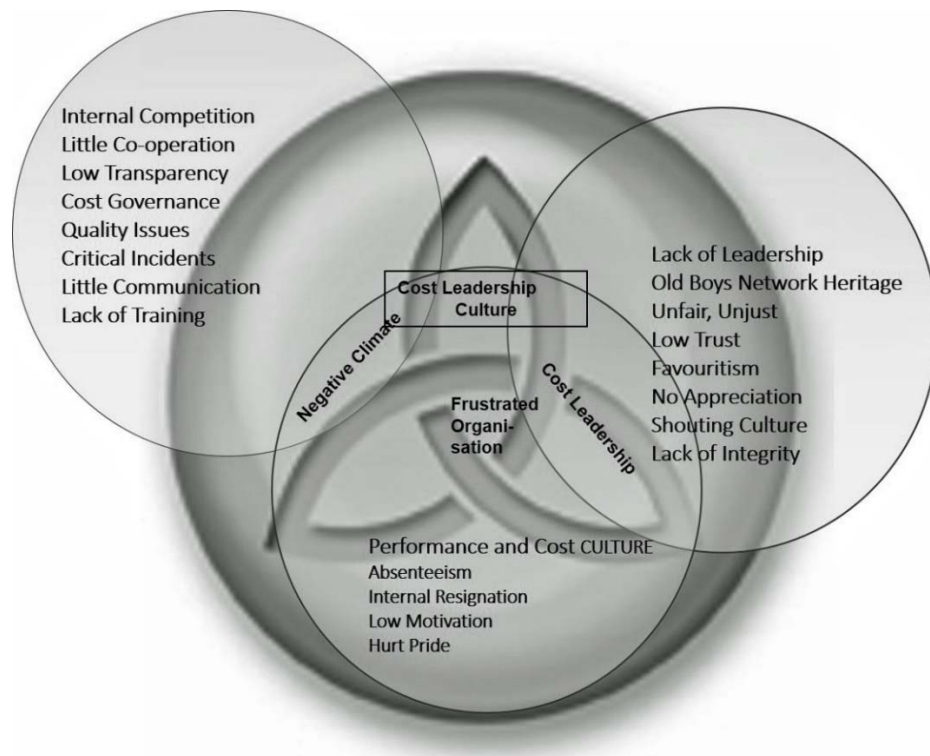 Internal Competition
Little Co-operation
Low Transparency
Cost Governance
Quality Issues
Critical Incidents
Little Communication
Lack of Training
Cost Leadership
Culture
Negative Climate
Frustrated
Organi-
sation
Cost Leadership
Lack of Leadership
Old Boys Network Heritage
Unfair, Unjust
Low Trust
Favouritism
No Appreciation
Shouting Culture
Lack of Integrity
Performance and Cost CULTURE
Absenteeism
Internal Resignation
Low Motivation
Hurt Pride